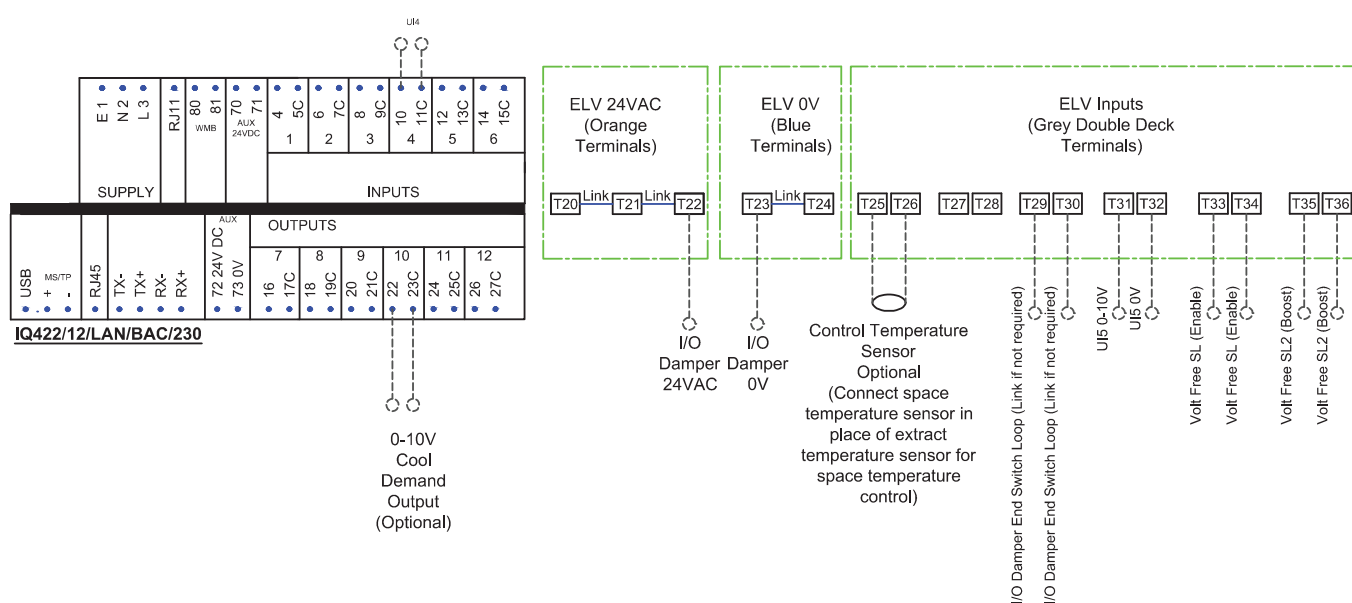 UI4
E 1
N 2
L 3
RJ11
80
81
WMB
70
71
AUX
24VDC
4
5C
1
6
7C
2
8
9C
3
10
11C
4
12
13C
5
14
15C
6
SUPPLY
INPUTS
USB
MS/TP
+
-
RJ45
TX-
TX+
RX-
RX+
AUX
72 24V DC
73 0V
OUTPUTS
7
16
17C
8
18
19C
9
20
21C
10
22
23C
11
24
25C
12
26
27C
IQ422/12/LAN/BAC/230
0-10V
Cool
Demand
Output
(Optional)
ELV 24VAC
(Orange
Terminals)
T20
Link
T21
Link
T22
I/O
Damper
24VAC
ELV 0V
(Blue
Terminals)
T23
Link
T24
I/O
Damper
0V
ELV Inputs
(Grey Double Deck
Terminals)
T25
T26
T27
T28
T29
T30
T31
T32
T33
T34
T35
T36
Control Temperature
Sensor
Optional
(Connect space
temperature sensor in
place of extract
temperature sensor for
space temperature
control)
I/O Damper End Switch Loop (Link if not required)
I/O Damper End Switch Loop (Link if not required)
UI5 0-10V
UI5 0V
Volt Free SL (Enable)
Volt Free SL (Enable)
Volt Free SL2 (Boost)
Volt Free SL2 (Boost)